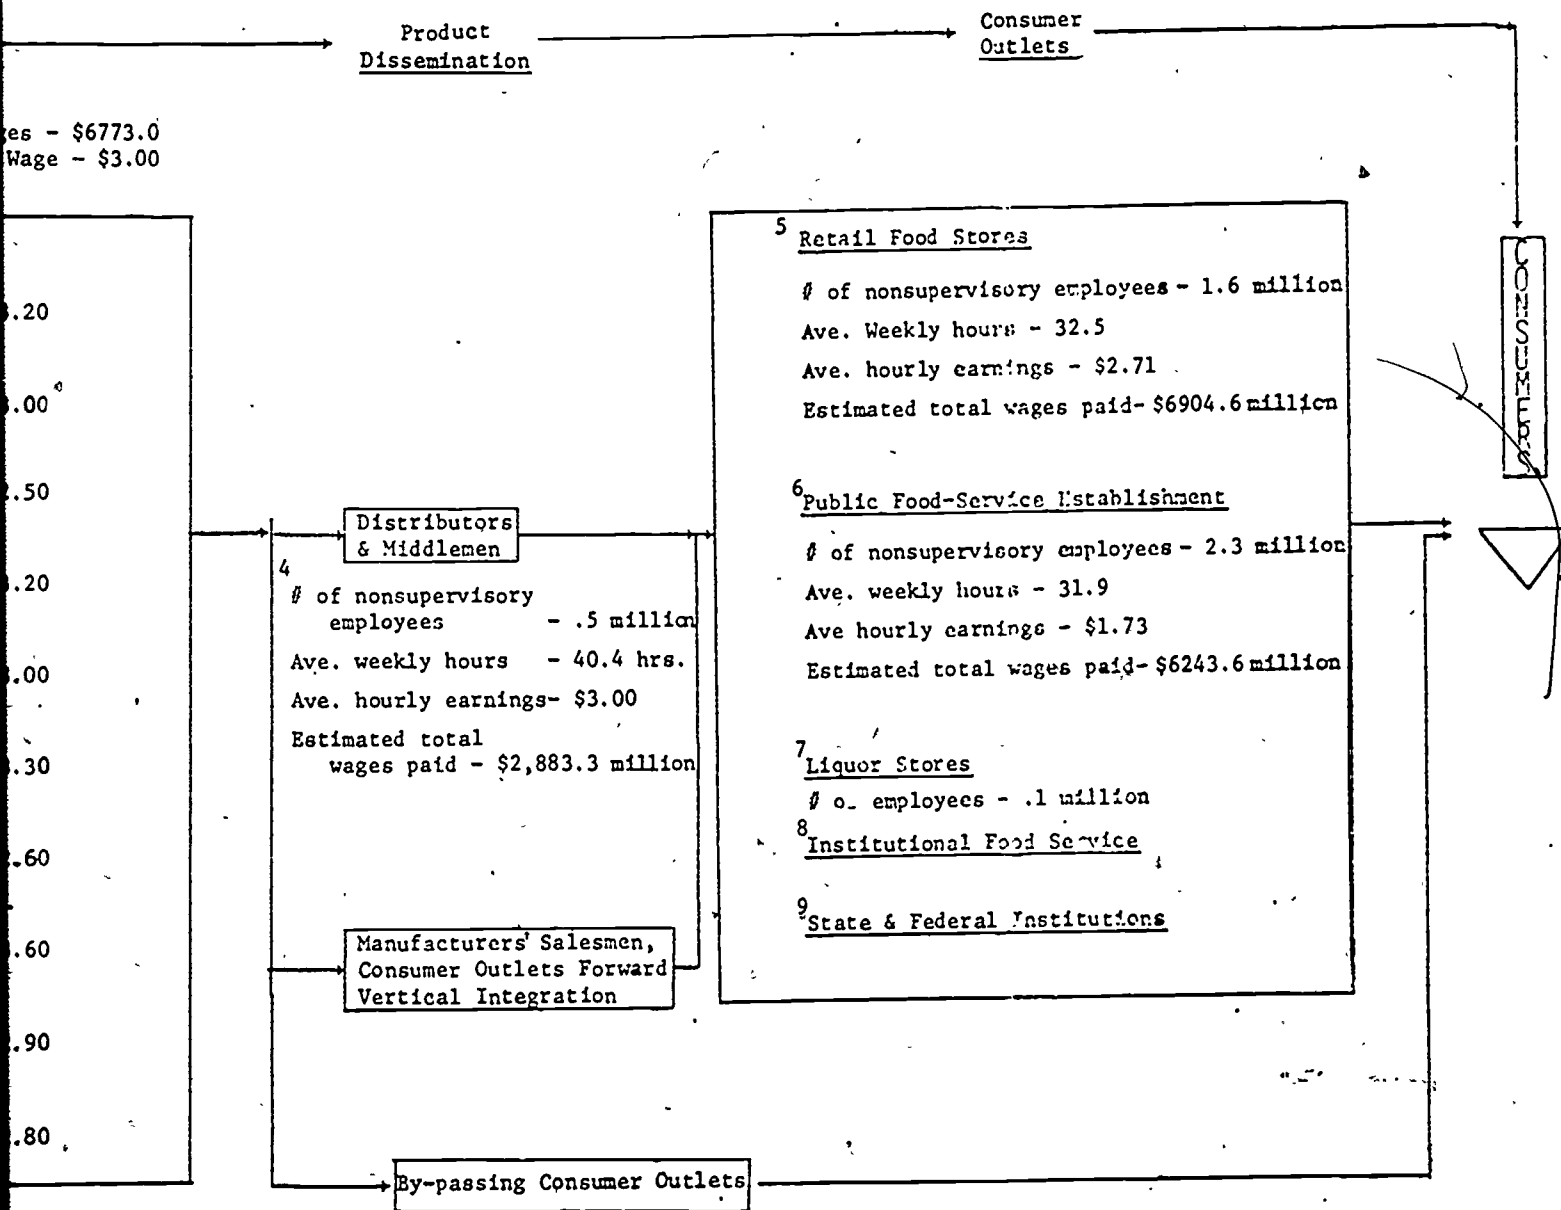 Product
Dissemination
Consumer
Outlets
es - $6773.0
Wage - $3.00
.20
.00
.50
.20
.00
.30
.60
.60
.90
.80
Distributors
& Middlemen
4
# of nonsupervisory
employees - .5 million
Ave. weekly hours - 40.4 hrs.
Ave. hourly earnings- $3.00
Estimated total
wages paid - $2,883.3 million
Manufacturers' Salesmen,
Consumer Outlets Forward
Vertical Integration
By-passing Consumer Outlets
5 Retail Food Stores
# of nonsupervisory employees - 1.6 million
Ave. Weekly hours - 32.5
Ave. hourly earnings - $2.71
Estimated total wages paid- $6904.6 million
6 Public Food-Service Establishment
# of nonsupervisory employees - 2.3 million
Ave. weekly hours - 31.9
Ave hourly earnings - $1.73
Estimated total wages paid- $6243.6 million
7 Liquor Stores
# of employees - .1 million
8 Institutional Food Service
9 State & Federal Institutions
CONSUMERS